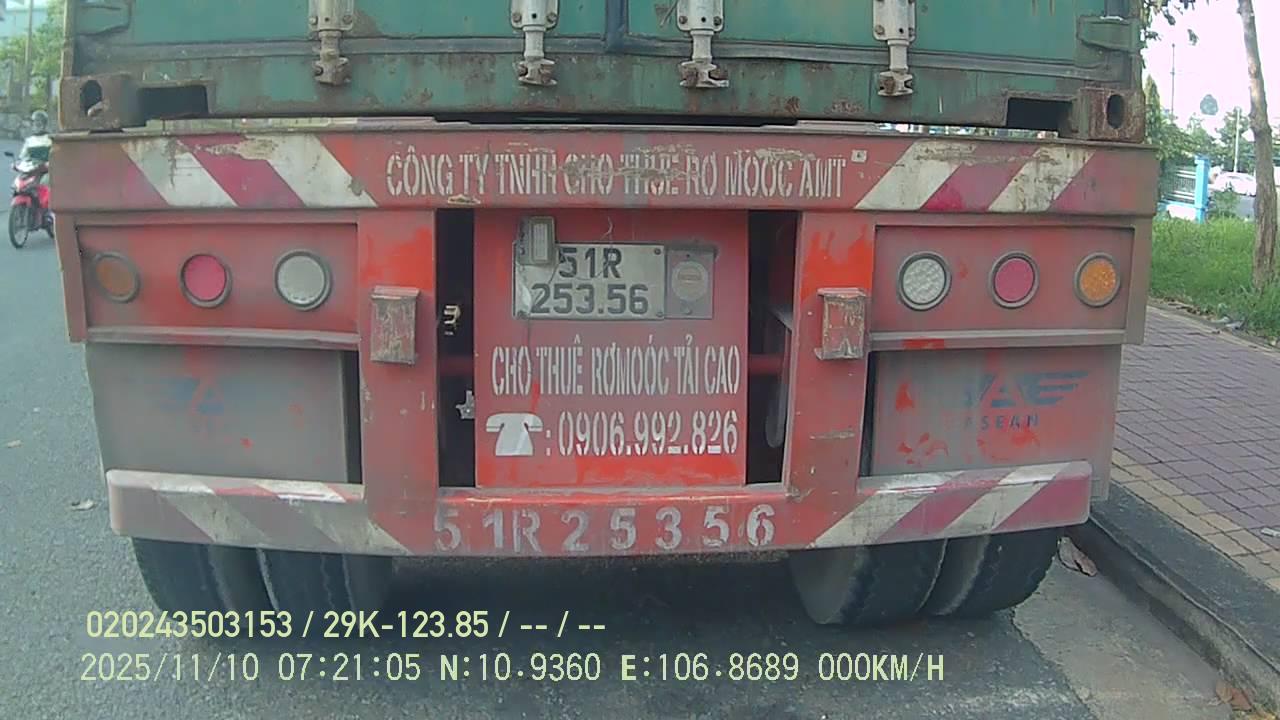 CÔNG TY TNHH CHO THUÊ RƠ MOOC AMT
51R
253.56
CHO THUÊ RƠMOÓC TẢI CAO
: 0906.992.826
ASEAN
51R25356
020243503153 / 29K-123.85 / -- / --
2025/11/10 07:21:05 N:10.9360 E:106.8689 000KM/H